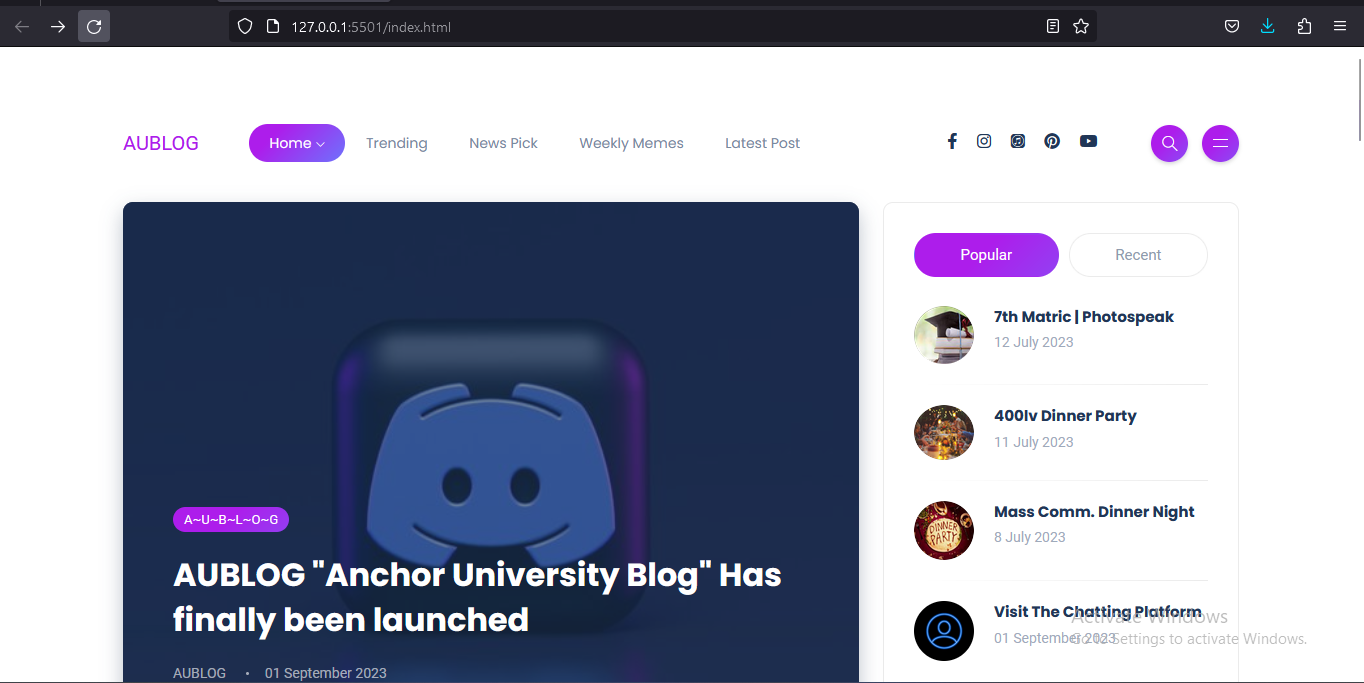 127.0.0.1:5501/index.html
AUBLOG
Home
Trending
News Pick
Weekly Memes
Latest Post
A~U~B~L~O~G
AUBLOG "Anchor University Blog" Has
finally been launched
AUBLOG • 01 September 2023
Popular
Recent
7th Matric | Photospeak
12 July 2023
400lv Dinner Party
11 July 2023
DINNER
PARTY
Mass Comm. Dinner Night
8 July 2023
Visit The Chatting Platform
01 September 2023
Activate Windows
Go to Settings to activate Windows.